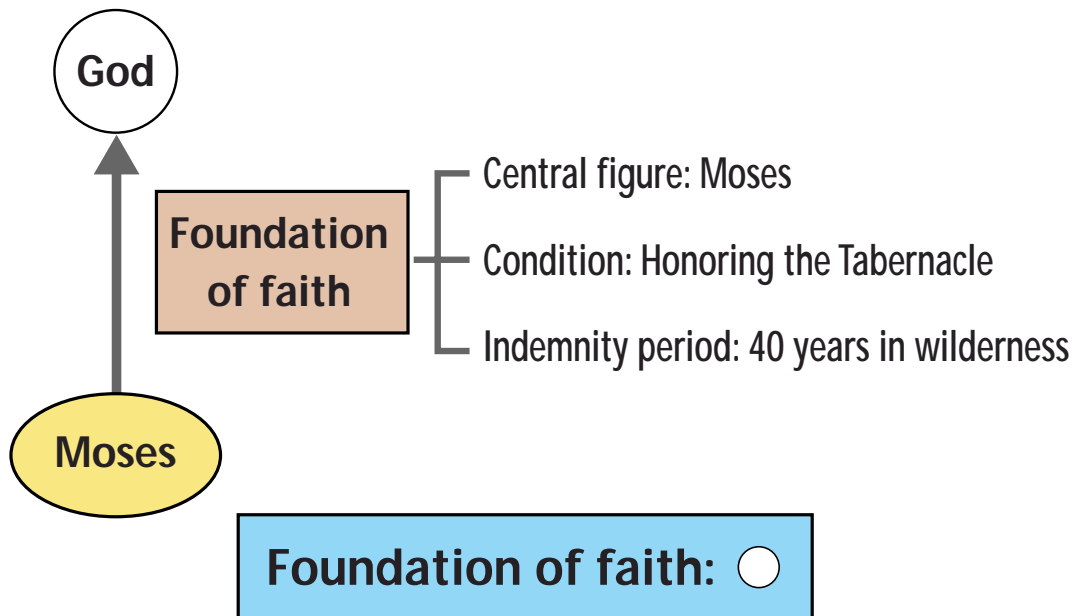 God
Foundation
of faith
Central figure: Moses
Condition: Honoring the Tabernacle
Indemnity period: 40 years in wilderness
Moses
Foundation of faith: